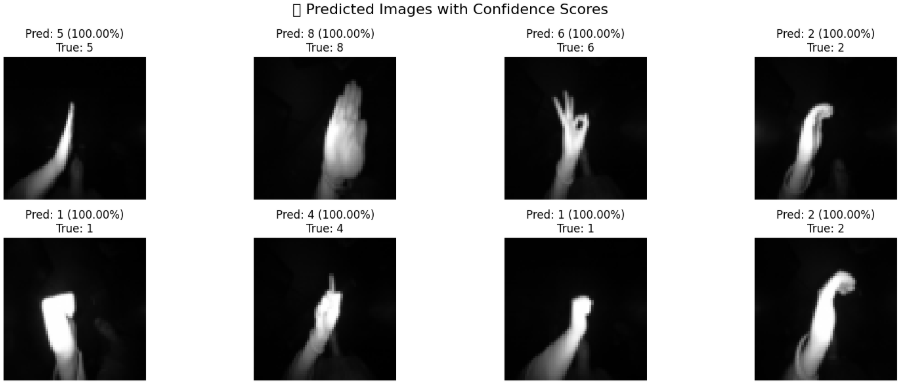 ▯ Predicted Images with Confidence Scores
Pred: 5 (100.00%)
True: 5
Pred: 8 (100.00%)
True: 8
Pred: 6 (100.00%)
True: 6
Pred: 2 (100.00%)
True: 2
Pred: 1 (100.00%)
True: 1
Pred: 4 (100.00%)
True: 4
Pred: 1 (100.00%)
True: 1
Pred: 2 (100.00%)
True: 2